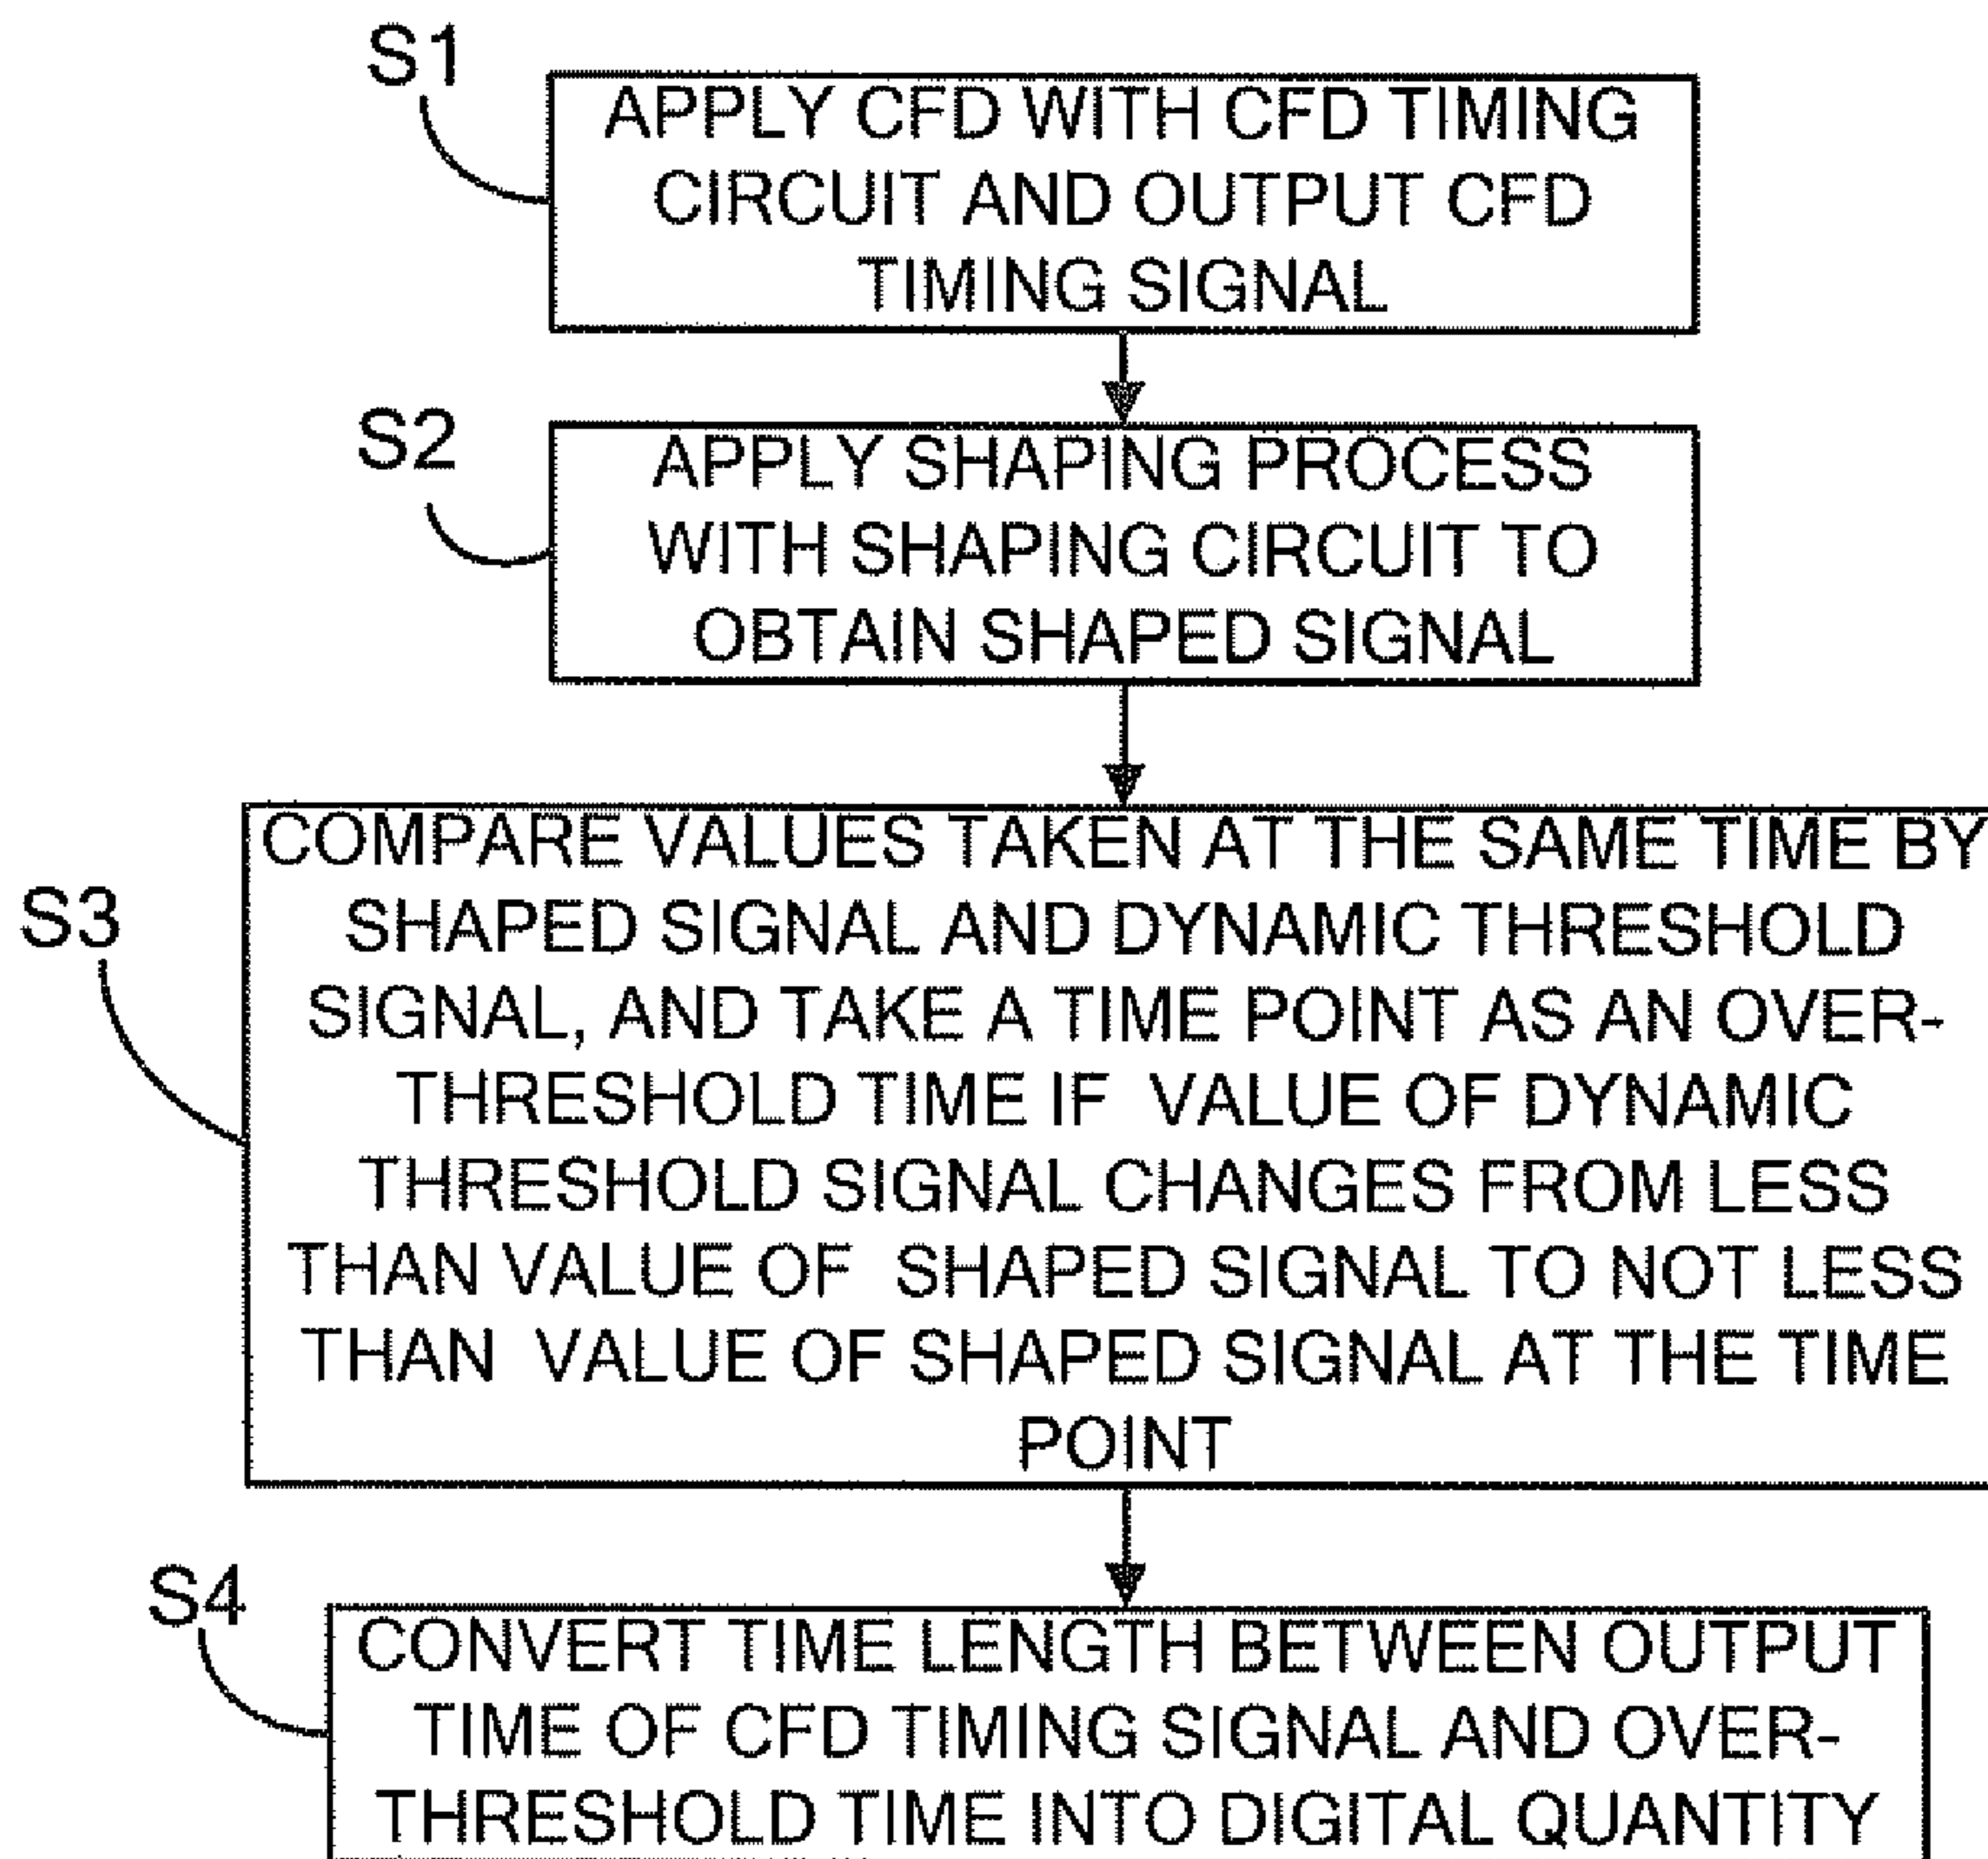 S1
APPLY CFD WITH CFD TIMING
CIRCUIT AND OUTPUT CFD
TIMING SIGNAL
S2
APPLY SHAPING PROCESS
WITH SHAPING CIRCUIT TO
OBTAIN SHAPED SIGNAL
S3
COMPARE VALUES TAKEN AT THE SAME TIME BY
SHAPED SIGNAL AND DYNAMIC THRESHOLD
SIGNAL, AND TAKE A TIME POINT AS AN OVER-
THRESHOLD TIME IF VALUE OF DYNAMIC
THRESHOLD SIGNAL CHANGES FROM LESS
THAN VALUE OF SHAPED SIGNAL TO NOT LESS
THAN VALUE OF SHAPED SIGNAL AT THE TIME
POINT
S4
CONVERT TIME LENGTH BETWEEN OUTPUT
TIME OF CFD TIMING SIGNAL AND OVER-
THRESHOLD TIME INTO DIGITAL QUANTITY